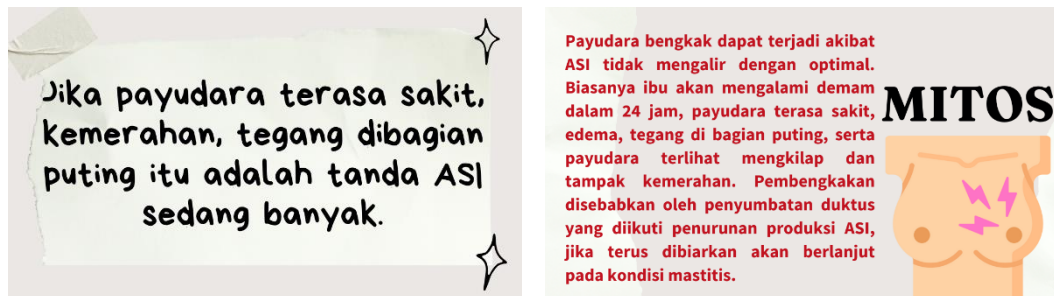 Jika payudara terasa sakit,
kemerahan, tegang dibagian
puting itu adalah tanda ASI
sedang banyak.
Payudara bengkak dapat terjadi akibat
ASI tidak mengalir dengan optimal.
Biasanya ibu akan mengalami demam
dalam 24 jam, payudara terasa sakit,
edema, tegang di bagian puting, serta
payudara terlihat mengkilap dan
tampak kemerahan. Pembengkakan
disebabkan oleh penyumbatan duktus
yang diikuti penurunan produksi ASI,
jika terus dibiarkan akan berlanjut
pada kondisi mastitis.
MITOS